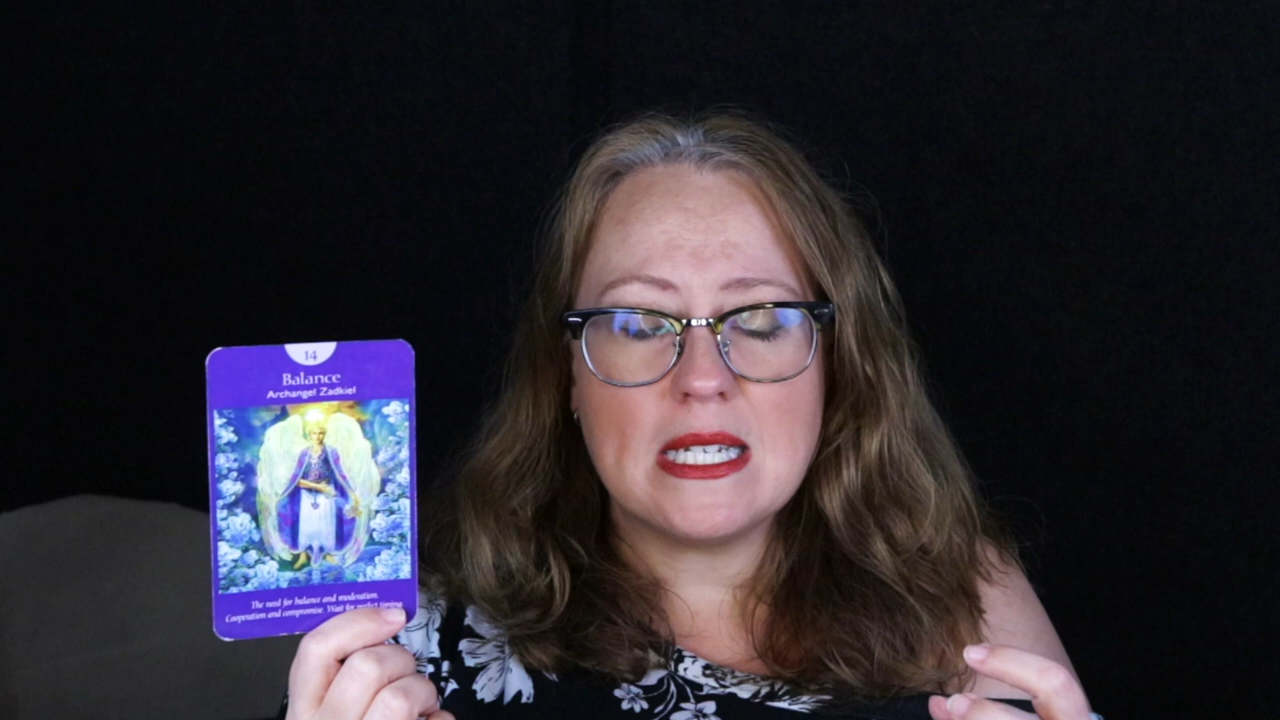 14
Balance
Archangel Zadkiel
The need for balance and moderation.
Cooperation and compromise. Wait for perfect timing.